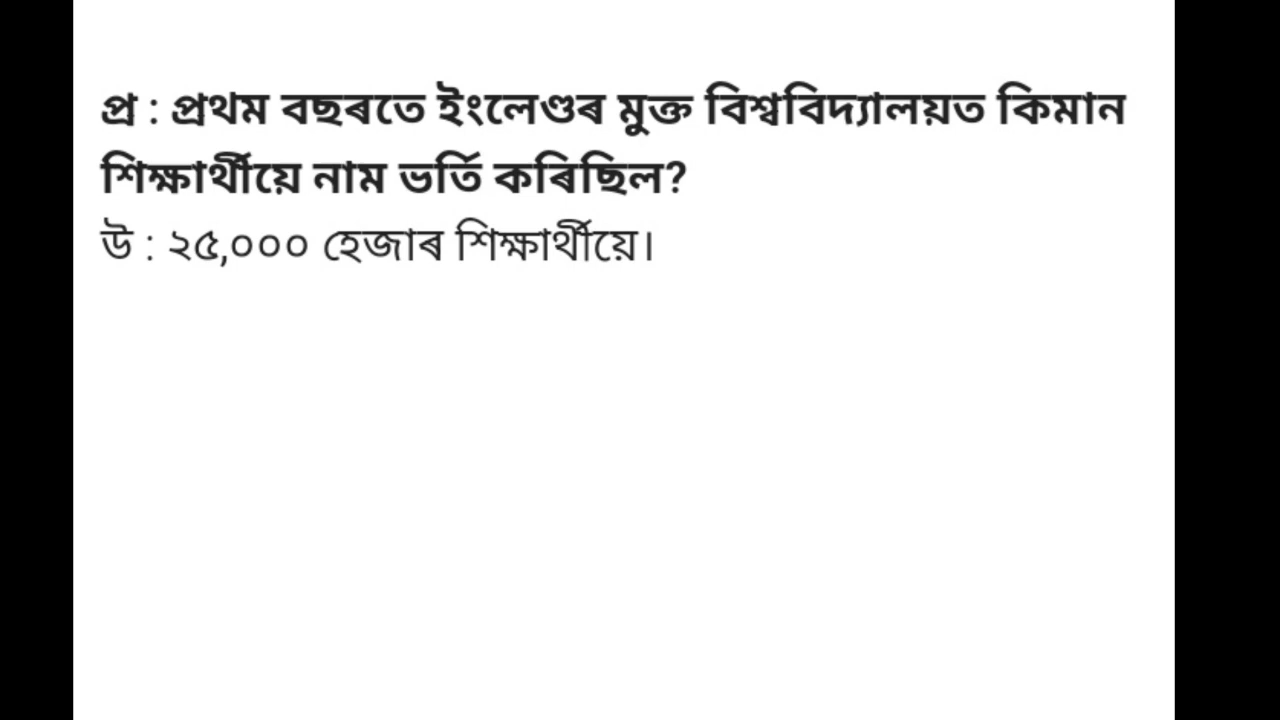 প্ৰ : প্ৰথম বছৰতে ইংলেণ্ডৰ মুক্ত বিশ্ববিদ্যালয়ত কিমান
শিক্ষাৰ্থীয়ে নাম ভৰ্তি কৰিছিল?
উ : ২৫,০০০ হেজাৰ শিক্ষাৰ্থীয়ে।